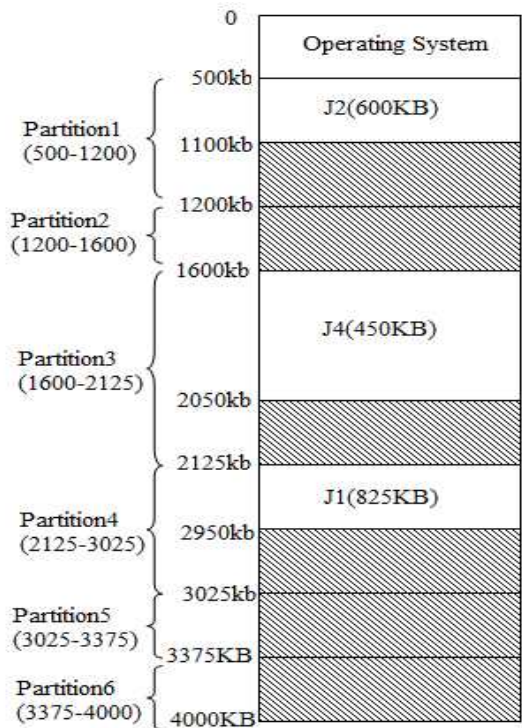 0
Operating System
500kb
J2(600KB)
Partition1
(500-1200)
1100kb
1200kb
Partition2
(1200-1600)
1600kb
J4(450KB)
Partition3
(1600-2125)
2050kb
2125kb
J1(825KB)
Partition4
(2125-3025)
2950kb
3025kb
Partition5
(3025-3375)
3375KB
Partition6
(3375-4000)
4000KB